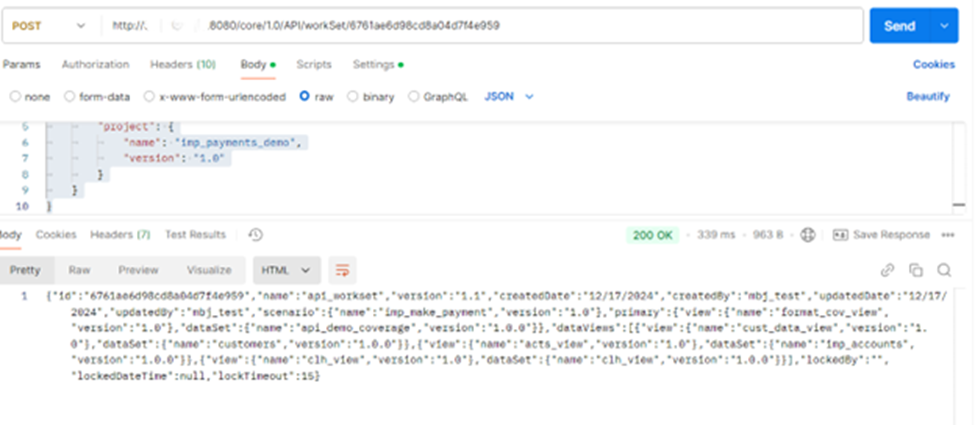 POST http://. :8080/core/1.0/API/workSet/6761ae6d98cd8a04d7f4e959 Send
Params Authorization Headers (10) Body Scripts Settings Cookies
none form-data x-www-form-urlencoded raw binary GraphQL JSON Beautify
5 "project": {
6 "name": "imp_payments_demo",
7 "version": "1.0"
8 }
9 }
10 }
Body Cookies Headers (7) Test Results 200 OK 339 ms 963 B Save Response
Pretty Raw Preview Visualize HTML
1 {"id":"6761ae6d98cd8a04d7f4e959","name":"api_workset","version":"1.1","createdDate":"12/17/2024","createdBy":"mbj_test","updatedDate":"12/17/
2024","updatedBy":"mbj_test","scenario":{"name":"imp_make_payment","version":"1.0"},"primary":{"view":{"name":"format_cov_view",
"version":"1.0"},"dataSet":{"name":"api_demo_coverage","version":"1.0.0"}},"dataViews":[{"view":{"name":"cust_data_view","version":"1.
0"},"dataSet":{"name":"customers","version":"1.0.0"}},{"view":{"name":"acts_view","version":"1.0"},"dataSet":{"name":"imp_accounts",
"version":"1.0.0"}},{"view":{"name":"clh_view","version":"1.0"},"dataSet":{"name":"clh_view","version":"1.0.0"}}],"lockedBy":"",
"lockedDateTime":null,"lockTimeout":15}